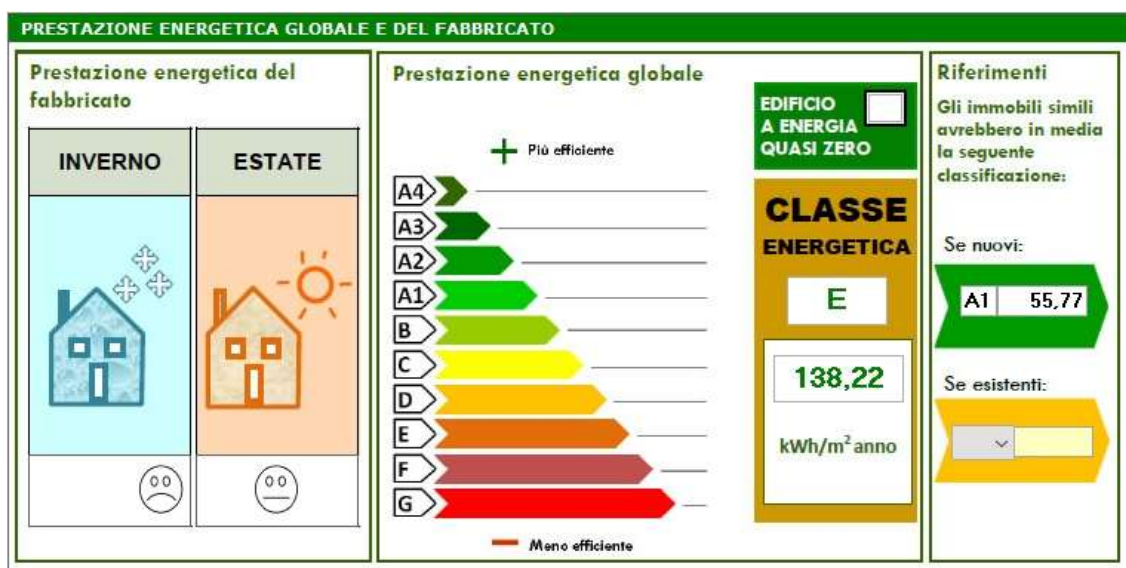 PRESTAZIONE ENERGETICA GLOBALE E DEL FABBRICATO
Prestazione energetica del
fabbricato
INVERNO
ESTATE
Prestazione energetica globale
Più efficiente
A4
A3
A2
A1
B
C
D
E
F
G
Meno efficiente
EDIFICIO
A ENERGIA
QUASI ZERO
CLASSE
ENERGETICA
E
138,22
kWh/m² anno
Riferimenti
Gli immobili simili
avrebbero in media
la seguente
classificazione:
Se nuovi:
A1 55,77
Se esistenti: